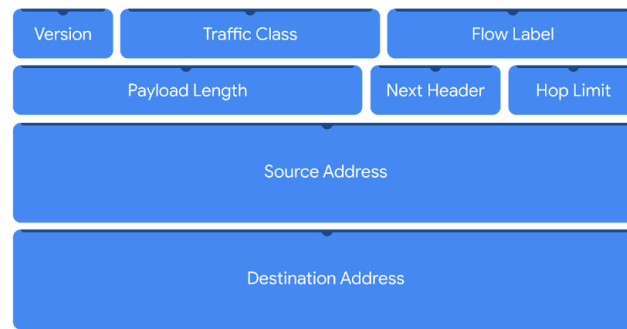 Version Traffic Class Flow Label
Payload Length Next Header Hop Limit
Source Address
Destination Address